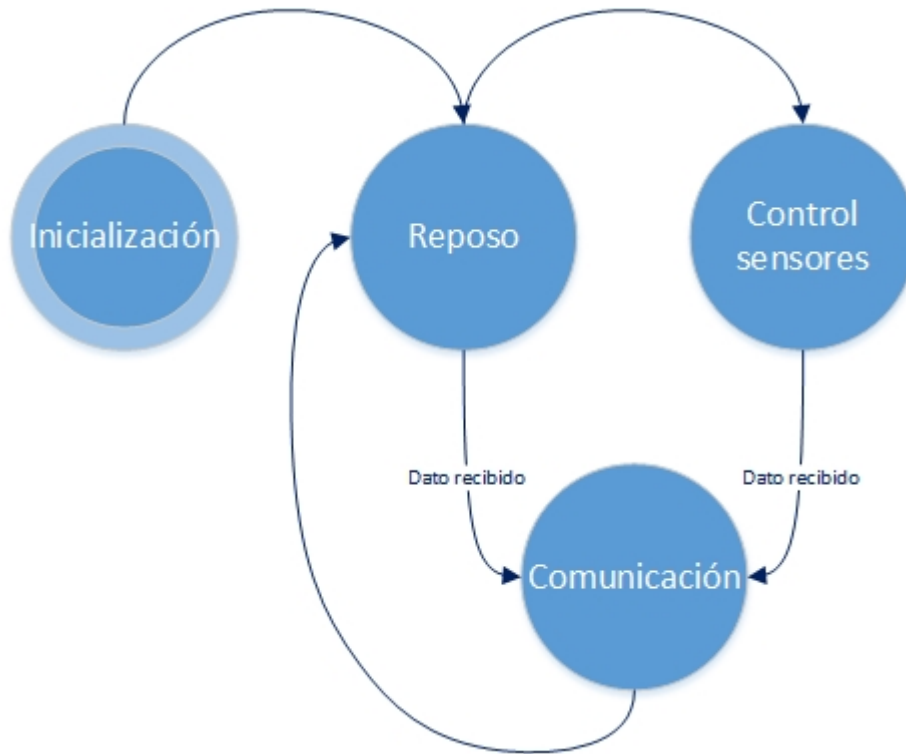 Inicialización
Reposo
Control
sensores
Dato recibido
Dato recibido
Comunicación